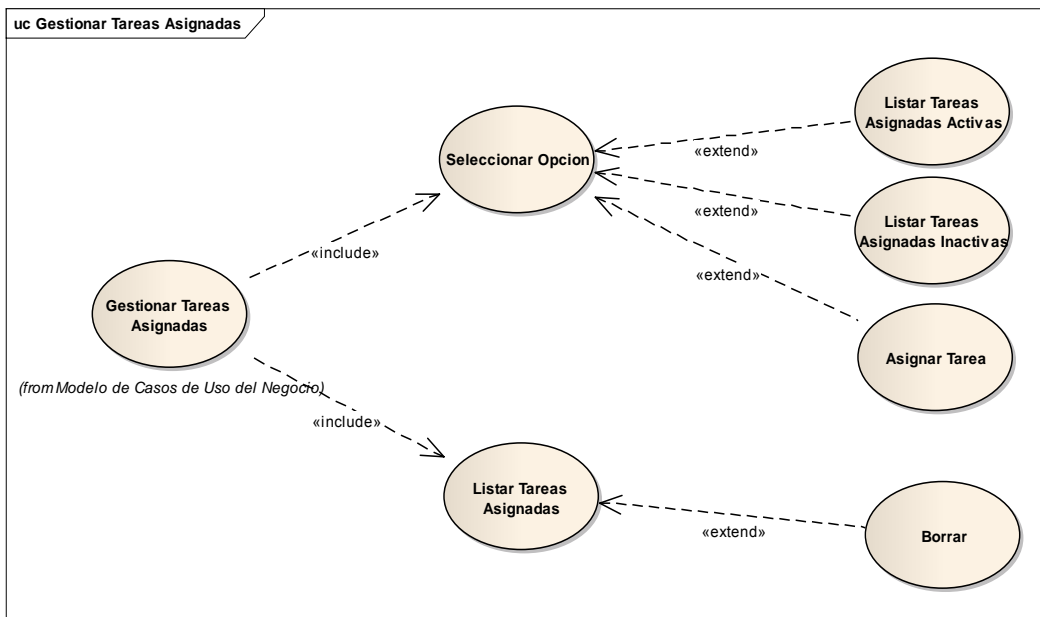 uc Gestionar Tareas Asignadas
Listar Tareas
Asignadas Activas
Seleccionar Opcion
«extend»
Listar Tareas
Asignadas Inactivas
«extend»
«include»
«extend»
Gestionar Tareas
Asignadas
Asignar Tarea
(from Modelo de Casos de Uso del Negocio)
«include»
Listar Tareas
Asignadas
«extend»
Borrar